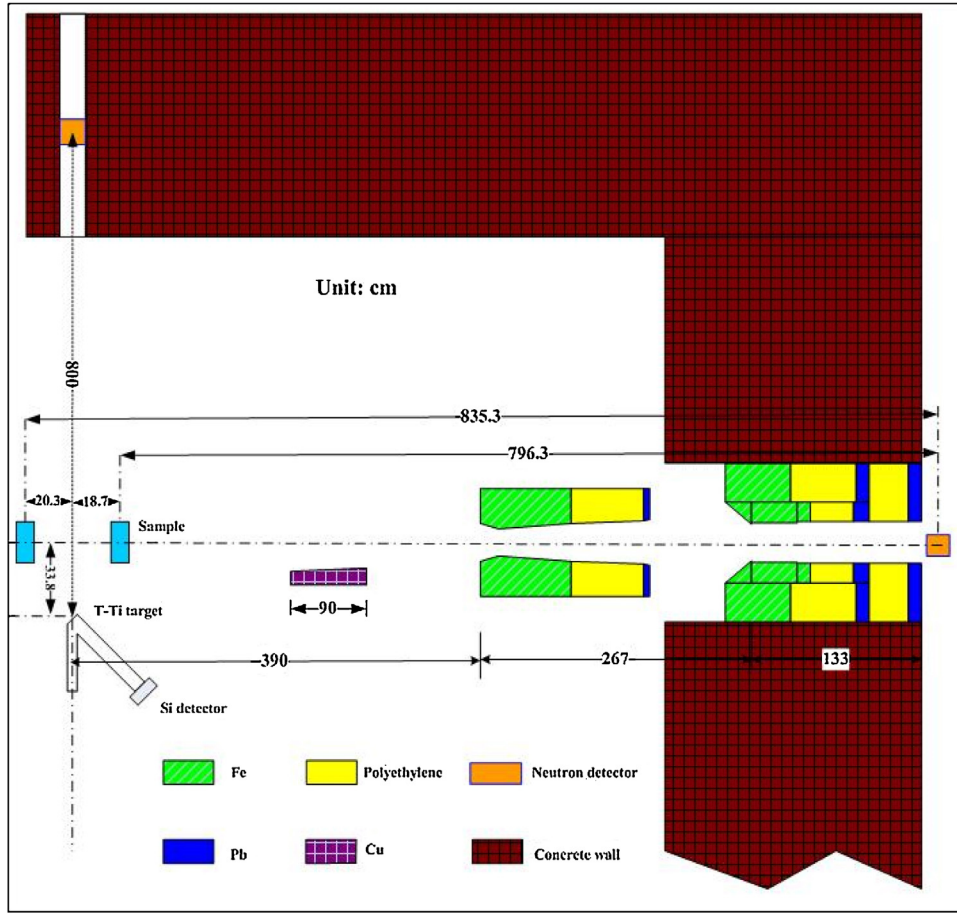 Unit: cm
800
835.3
796.3
20.3
18.7
Sample
33.8
T-Ti target
90
390
267
133
Si detector
Fe
Polyethylene
Neutron detector
Pb
Cu
Concrete wall